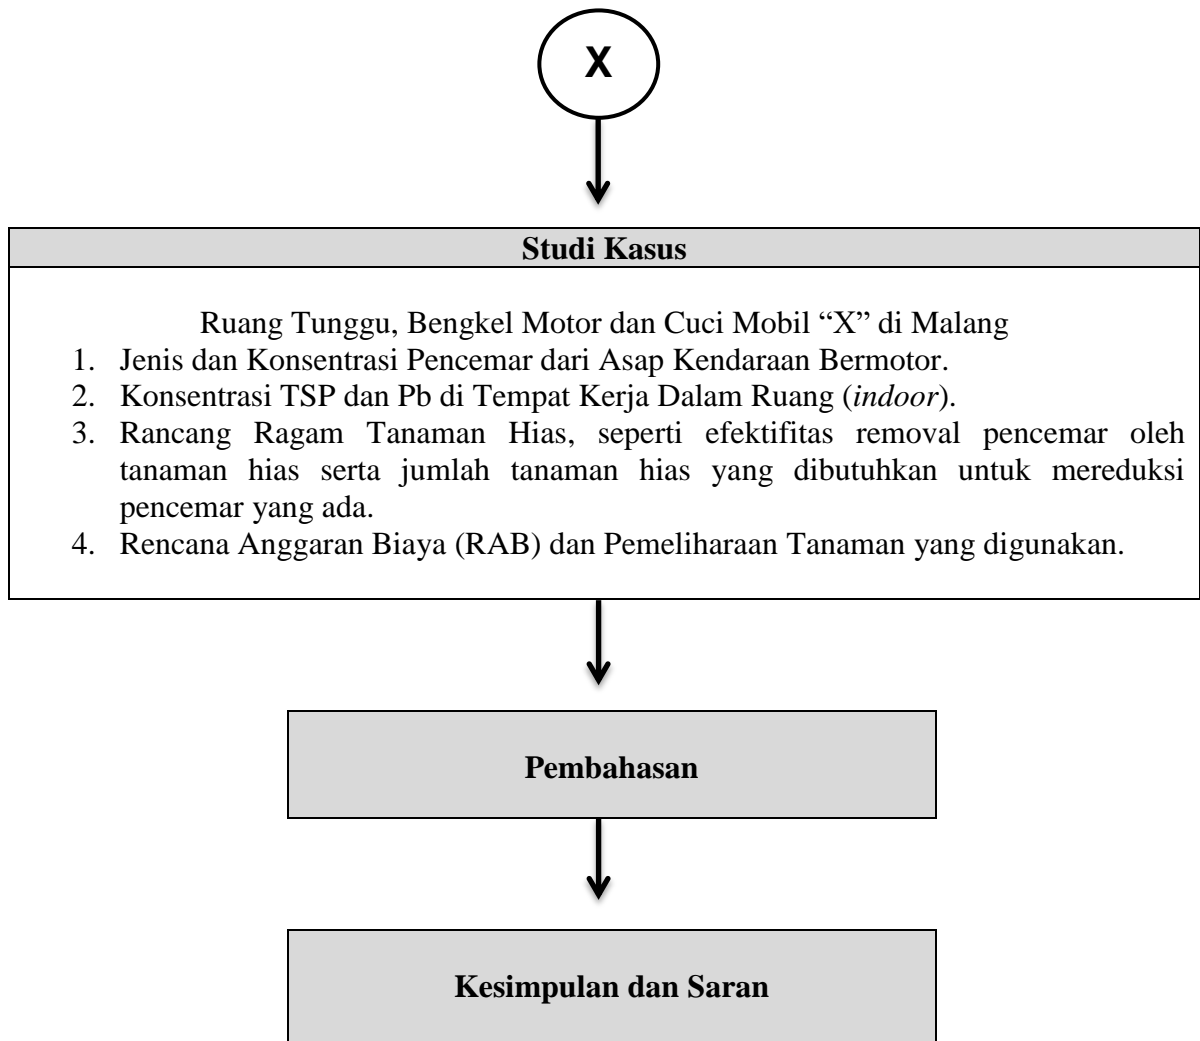 X
Studi Kasus
Ruang Tunggu, Bengkel Motor dan Cuci Mobil “X” di Malang
1. Jenis dan Konsentrasi Pencemar dari Asap Kendaraan Bermotor.
2. Konsentrasi TSP dan Pb di Tempat Kerja Dalam Ruang (indoor).
3. Rancang Ragam Tanaman Hias, seperti efektifitas removal pencemar oleh
tanaman hias serta jumlah tanaman hias yang dibutuhkan untuk mereduksi
pencemar yang ada.
4. Rencana Anggaran Biaya (RAB) dan Pemeliharaan Tanaman yang digunakan.
Pembahasan
Kesimpulan dan Saran